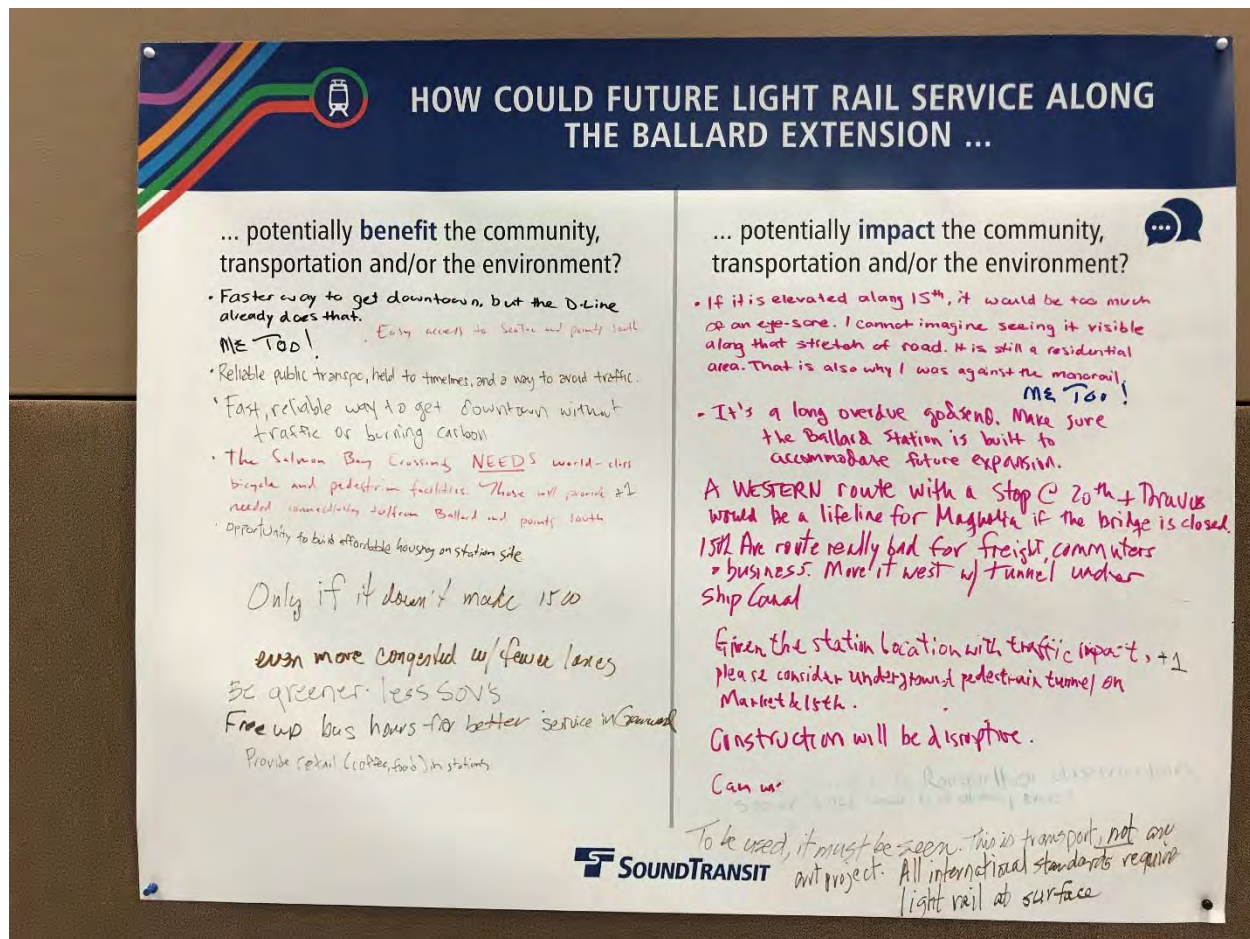 HOW COULD FUTURE LIGHT RAIL SERVICE ALONG
THE BALLARD EXTENSION ...
... potentially benefit the community,
transportation and/or the environment?
• Faster way to get downtown, but the D-Line
already does that.
ME TOO!
· Easy access to SeaTac and points south
• Reliable public transpo, held to timelines, and a way to avoid traffic.
• Fast, reliable way to get downtown without
traffic or burning carbon
• The Salmon Bay Crossing NEEDS world-class
bicycle and pedestrian facilities. These will provide +1
needed connectivity to/from Ballard and points south
• Opportunity to build affordable housing on station site
Only if it doesn't make
even more congested w/ fewer lanes
be greener. less SOV's
Free up bus hours for better service in
Provide retail (coffee, food) in stations
... potentially impact the community,
transportation and/or the environment?
• If it is elevated along 15th, it would be too much
of an eye-sore. I cannot imagine seeing it visible
along that stretch of road. It is still a residential
area. That is also why I was against the monorail.
ME TOO!
• It's a long overdue godsend. Make sure
the Ballard Station is built to
accommodate future expansion.
A WESTERN route with a stop @ 20th +
would be a lifeline for Magnolia if the bridge is closed.
15th Ave route really bad for freight, commuters
+ business. Move it west w/ tunnel under
Ship Canal
Given the station location with traffic impact, +1
please consider underground pedestrain tunnel on
Market & 15th.
Construction will be disruptive.
Can we
To be used, it must be seen. This is transport, not an
art project. All international standards require
light rail at surface
SOUNDTRANSIT